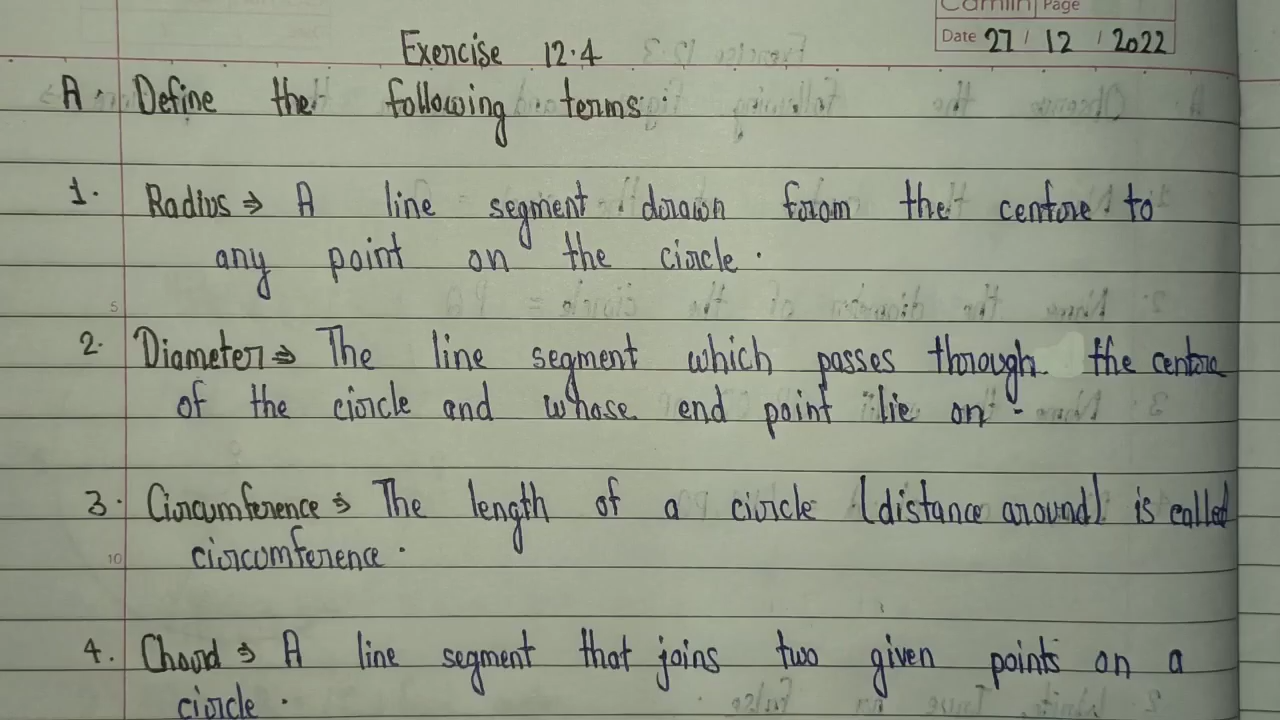 Camlin Page
Date 27 / 12 / 2022
Exercise 12.4
A. Define the following terms.
1. Radius ⇒ A line segment drawn from the centre to
any point on the circle.
5
2. Diameter ⇒ The line segment which passes through the centre
of the circle and whose end point lie on.
3. Circumference ⇒ The length of a circle (distance around) is called
10
circumference.
4. Chord ⇒ A line segment that joins two given points on a
circle.